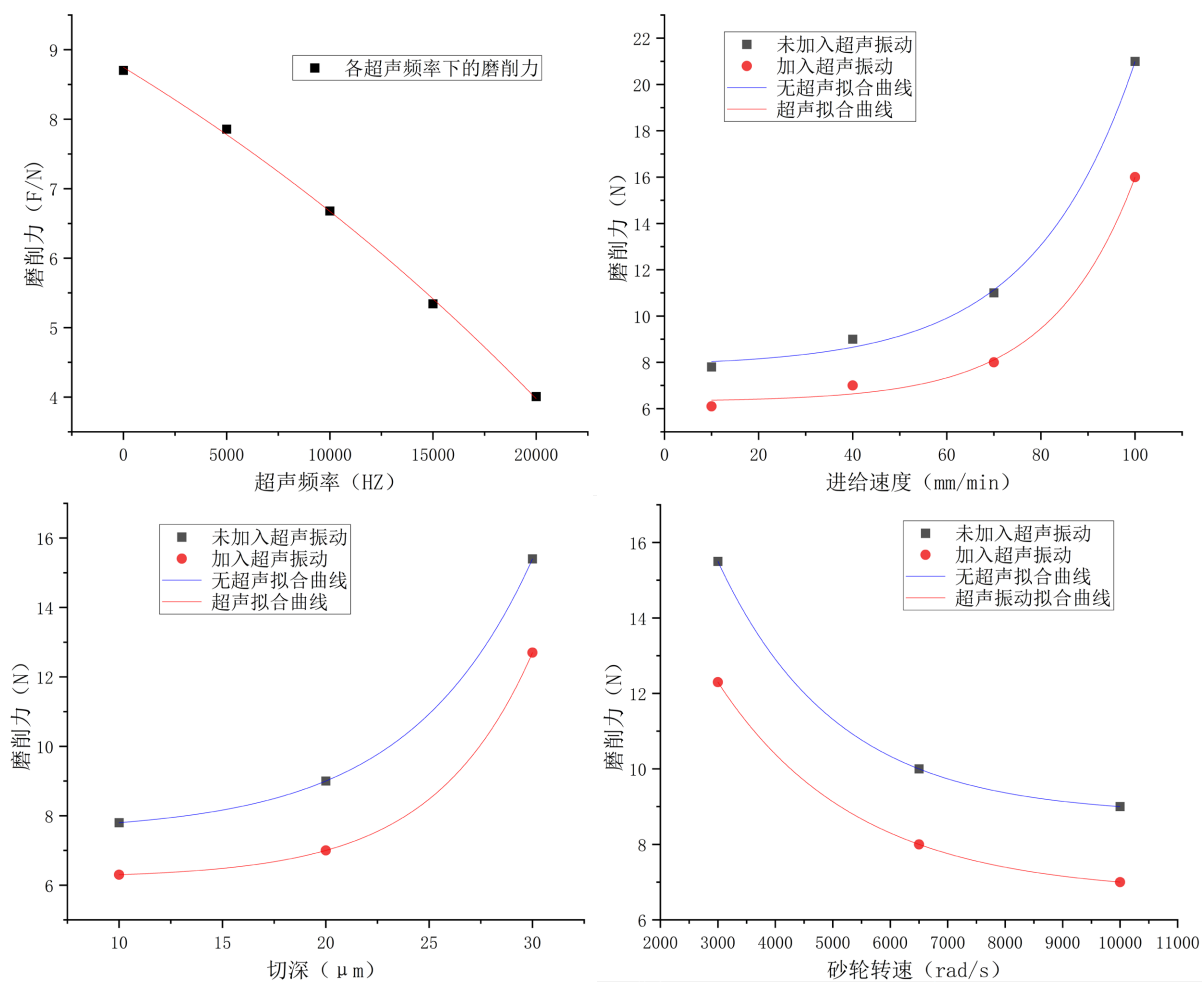 各超声频率下的磨削力
磨削力（F/N）
9
8
7
6
5
4
0 5000 10000 15000 20000
超声频率（HZ）
未加入超声振动
加入超声振动
无超声拟合曲线
超声拟合曲线
磨削力（N）
22
20
18
16
14
12
10
8
6
0 20 40 60 80 100
进给速度（mm/min）
未加入超声振动
加入超声振动
无超声拟合曲线
超声拟合曲线
磨削力（N）
16
14
12
10
8
6
10 15 20 25 30
切深（μm）
未加入超声振动
加入超声振动
无超声拟合曲线
超声振动拟合曲线
磨削力（N）
16
14
12
10
8
6
2000 3000 4000 5000 6000 7000 8000 9000 10000 11000
砂轮转速（rad/s）